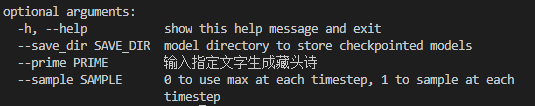 optional arguments:
-h, --help show this help message and exit
--save_dir SAVE_DIR model directory to store checkpointed models
--prime PRIME 输入指定文字生成藏头诗
--sample SAMPLE 0 to use max at each timestep, 1 to sample at each
timestep